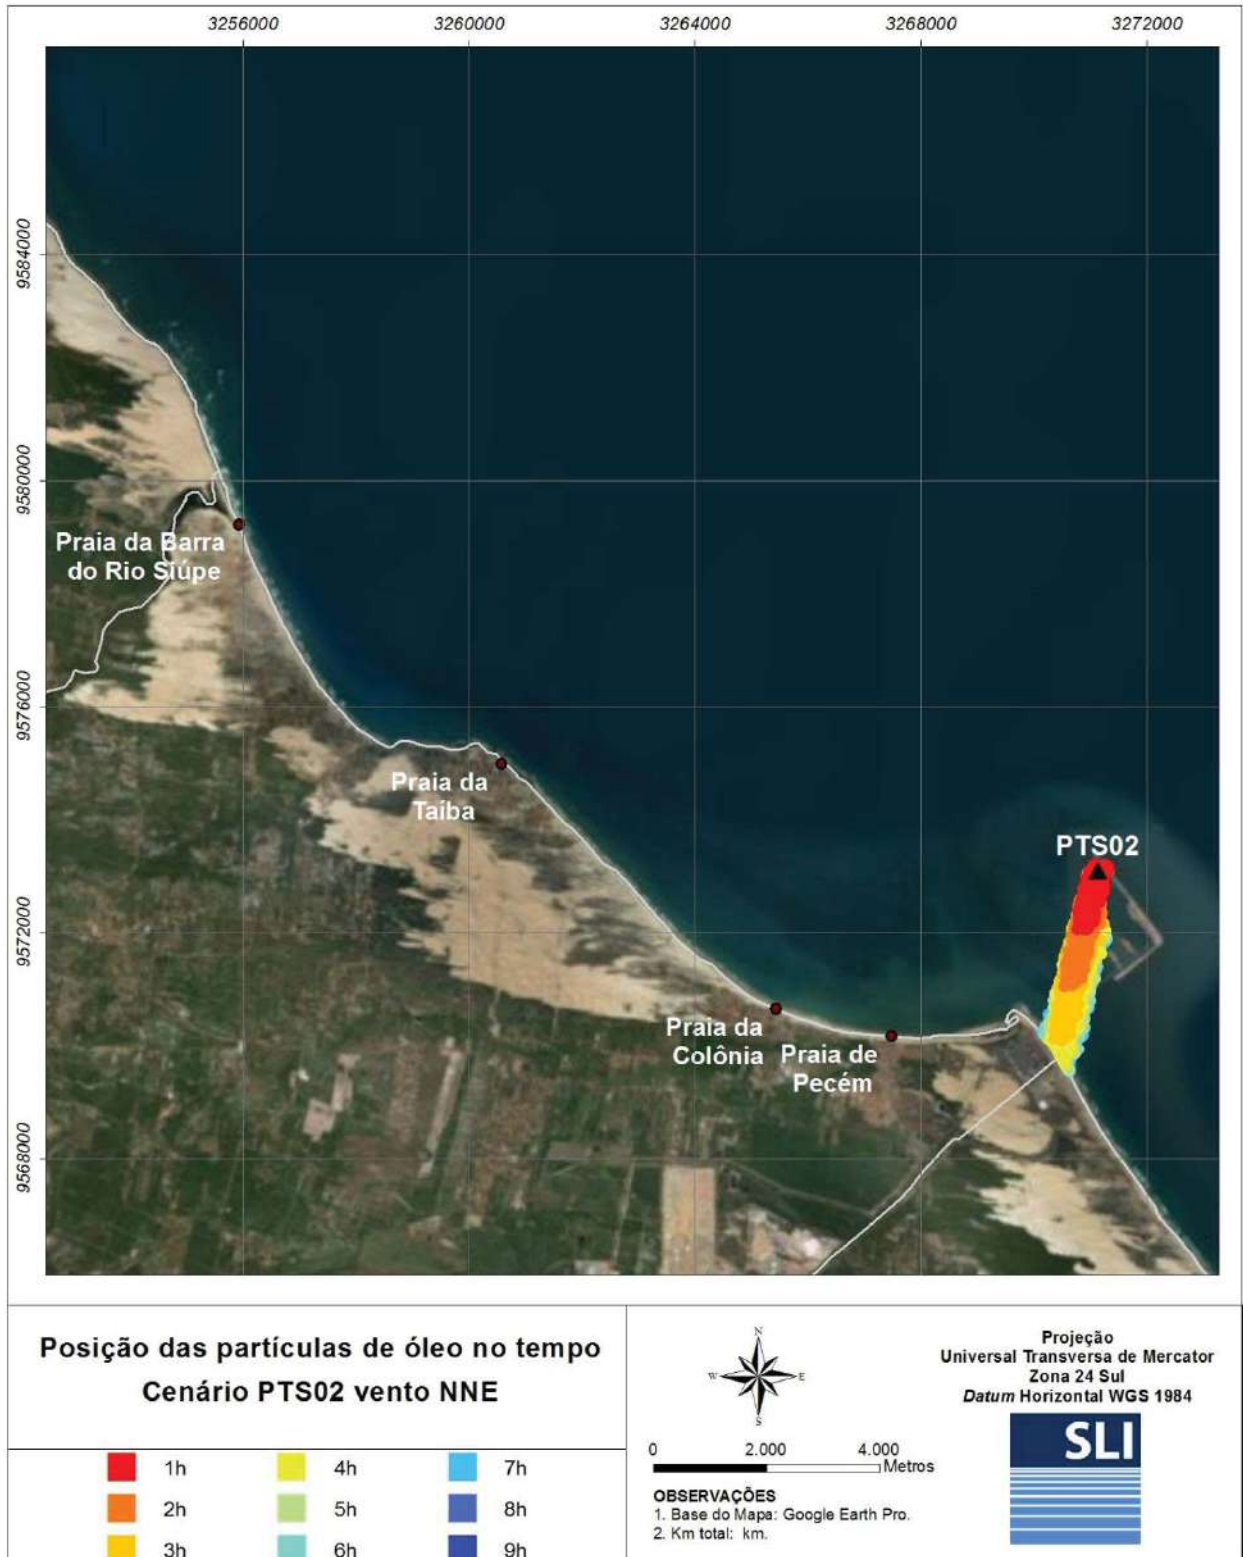 3256000 3260000 3264000 3268000 3272000
9584000
9580000
9576000
9572000
9568000
Praia da Barra
do Rio Siúpe
Praia da
Taíba
PTS02
Praia da
Colônia
Praia de
Pecém
Posição das partículas de óleo no tempo
Cenário PTS02 vento NNE
1h 4h 7h
2h 5h 8h
3h 6h 9h
N
W E
S
0 2.000 4.000
Metros
OBSERVAÇÕES
1. Base do Mapa: Google Earth Pro.
2. Km total: km.
Projeção
Universal Transversa de Mercator
Zona 24 Sul
Datum Horizontal WGS 1984
SLI